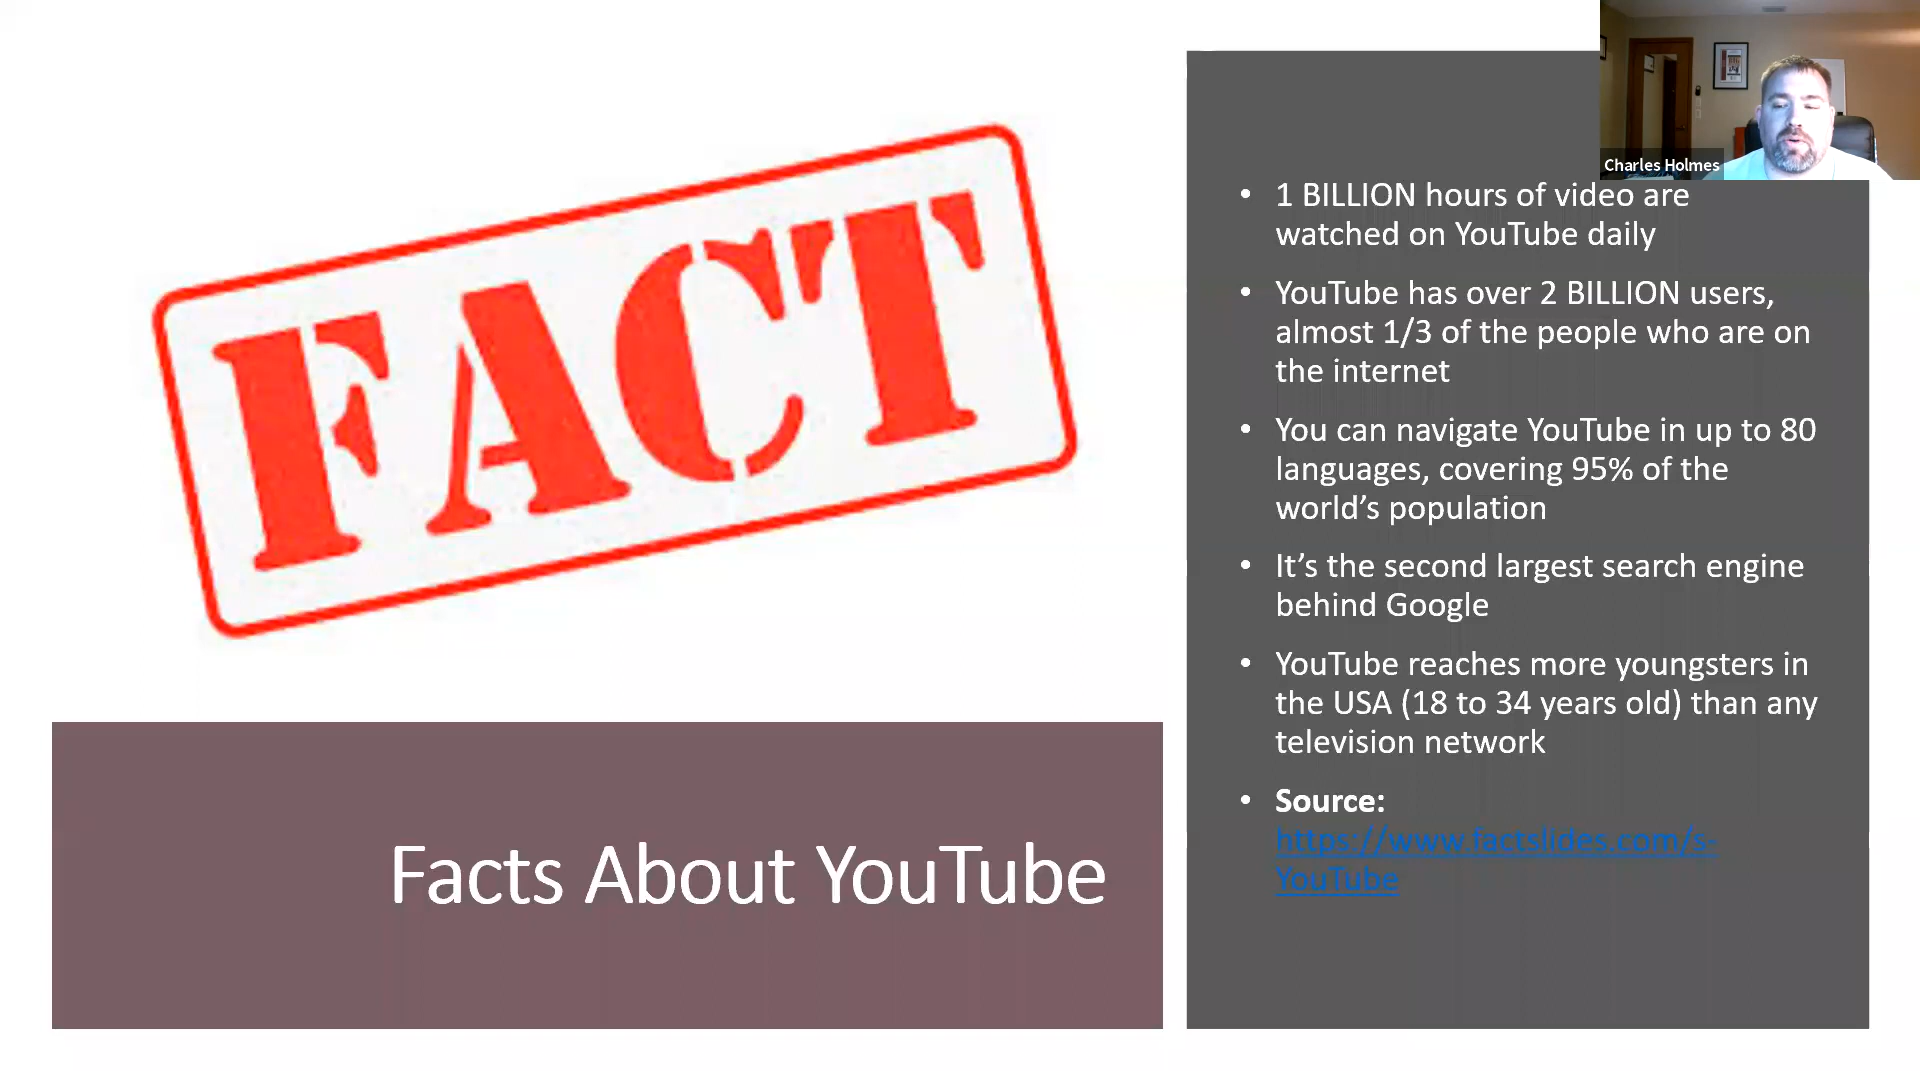 FACT
Facts About YouTube
Charles Holmes
• 1 BILLION hours of video are
watched on YouTube daily
• YouTube has over 2 BILLION users,
almost 1/3 of the people who are on
the internet
• You can navigate YouTube in up to 80
languages, covering 95% of the
world’s population
• It’s the second largest search engine
behind Google
• YouTube reaches more youngsters in
the USA (18 to 34 years old) than any
television network
• Source:
https://www.factslides.com/s-
YouTube